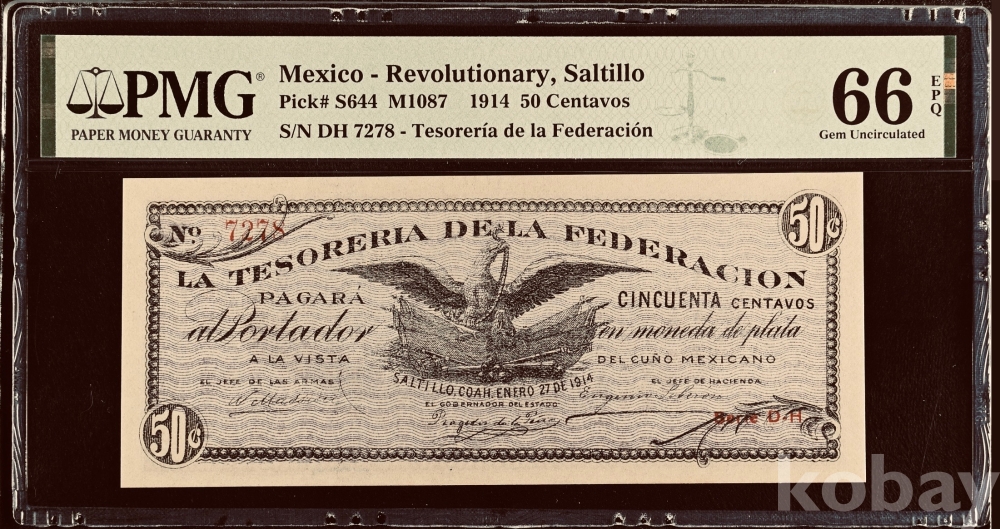 PMG®
PAPER MONEY GUARANTY
Mexico - Revolutionary, Saltillo
Pick# S644 M1087 1914 50 Centavos
S/N DH 7278 - Tesorería de la Federación
66
EPQ
Gem Uncirculated
50¢
Nº 7278
LA TESORERIA DE LA FEDERACION
PAGARÁ
CINCUENTA CENTAVOS
al Portador
en moneda de plata
A LA VISTA
DEL CUÑO MEXICANO
SALTILLO, COAH, ENERO 27 DE 1914
EL JEFE DE LAS ARMAS
EL JEFE DE HACIENDA
EL GOBERNADOR DEL ESTADO
Serie D-H
50¢
kobay